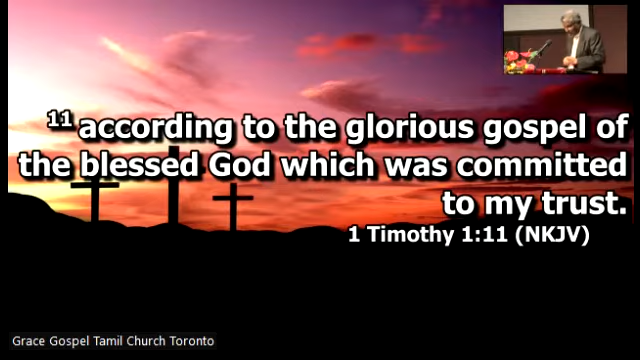 11 according to the glorious gospel of
the blessed God which was committed
to my trust.
1 Timothy 1:11 (NKJV)
Grace Gospel Tamil Church Toronto